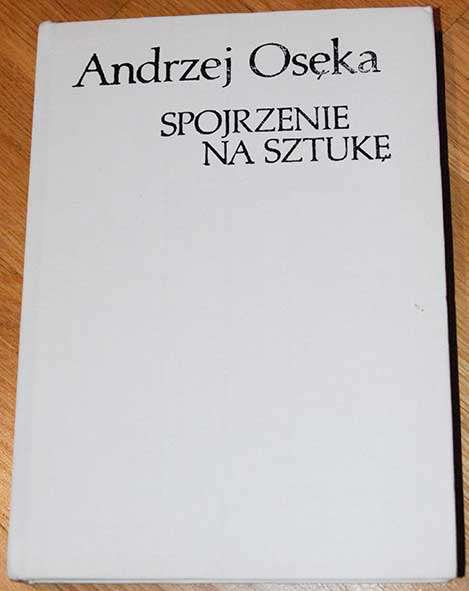 Andrzej Osęka
SPOJRZENIE
NA SZTUKĘ